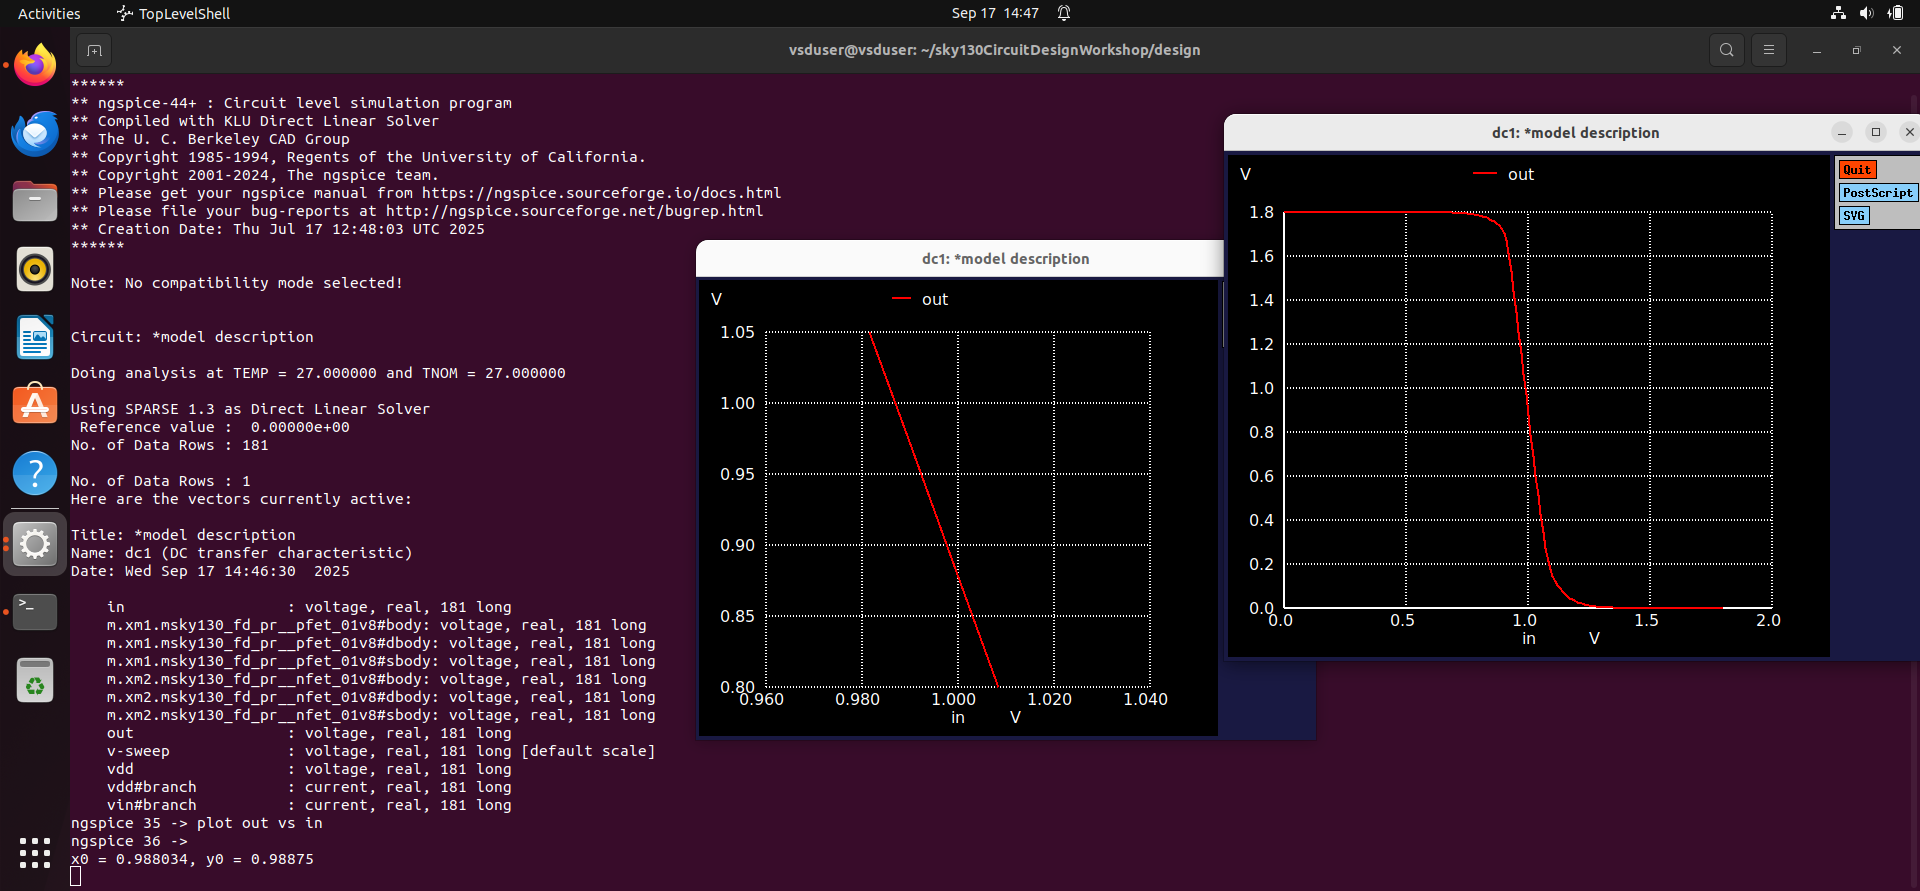 Activities
TopLevelShell
Sep 17 14:47
vsduser@vsduser: ~/sky130CircuitDesignWorkshop/design
******
** ngspice-44+ : Circuit level simulation program
** Compiled with KLU Direct Linear Solver
** The U. C. Berkeley CAD Group
** Copyright 1985-1994, Regents of the University of California.
** Copyright 2001-2024, The ngspice team.
** Please get your ngspice manual from https://ngspice.sourceforge.io/docs.html
** Please file your bug-reports at http://ngspice.sourceforge.net/bugrep.html
** Creation Date: Thu Jul 17 12:48:03 UTC 2025
******
Note: No compatibility mode selected!
Circuit: *model description
Doing analysis at TEMP = 27.000000 and TNOM = 27.000000
Using SPARSE 1.3 as Direct Linear Solver
Reference value :  0.00000e+00
No. of Data Rows : 181
No. of Data Rows : 1
Here are the vectors currently active:
Title: *model description
Name: dc1 (DC transfer characteristic)
Date: Wed Sep 17 14:46:30  2025
in                  : voltage, real, 181 long
m.xm1.msky130_fd_pr__pfet_01v8#body: voltage, real, 181 long
m.xm1.msky130_fd_pr__pfet_01v8#dbody: voltage, real, 181 long
m.xm1.msky130_fd_pr__pfet_01v8#sbody: voltage, real, 181 long
m.xm2.msky130_fd_pr__nfet_01v8#body: voltage, real, 181 long
m.xm2.msky130_fd_pr__nfet_01v8#dbody: voltage, real, 181 long
m.xm2.msky130_fd_pr__nfet_01v8#sbody: voltage, real, 181 long
out                 : voltage, real, 181 long
v-sweep             : voltage, real, 181 long [default scale]
vdd                 : voltage, real, 181 long
vdd#branch          : current, real, 181 long
vin#branch          : current, real, 181 long
ngspice 35 -> plot out vs in
ngspice 36 ->
x0 = 0.988034, y0 = 0.98875
dc1: *model description
V
out
1.05
1.00
0.95
0.90
0.85
0.80
0.960 0.980 1.000 1.020 1.040
in V
dc1: *model description
V
out
Quit
PostScript
SVG
1.8
1.6
1.4
1.2
1.0
0.8
0.6
0.4
0.2
0.0
0.0 0.5 1.0 1.5 2.0
in V